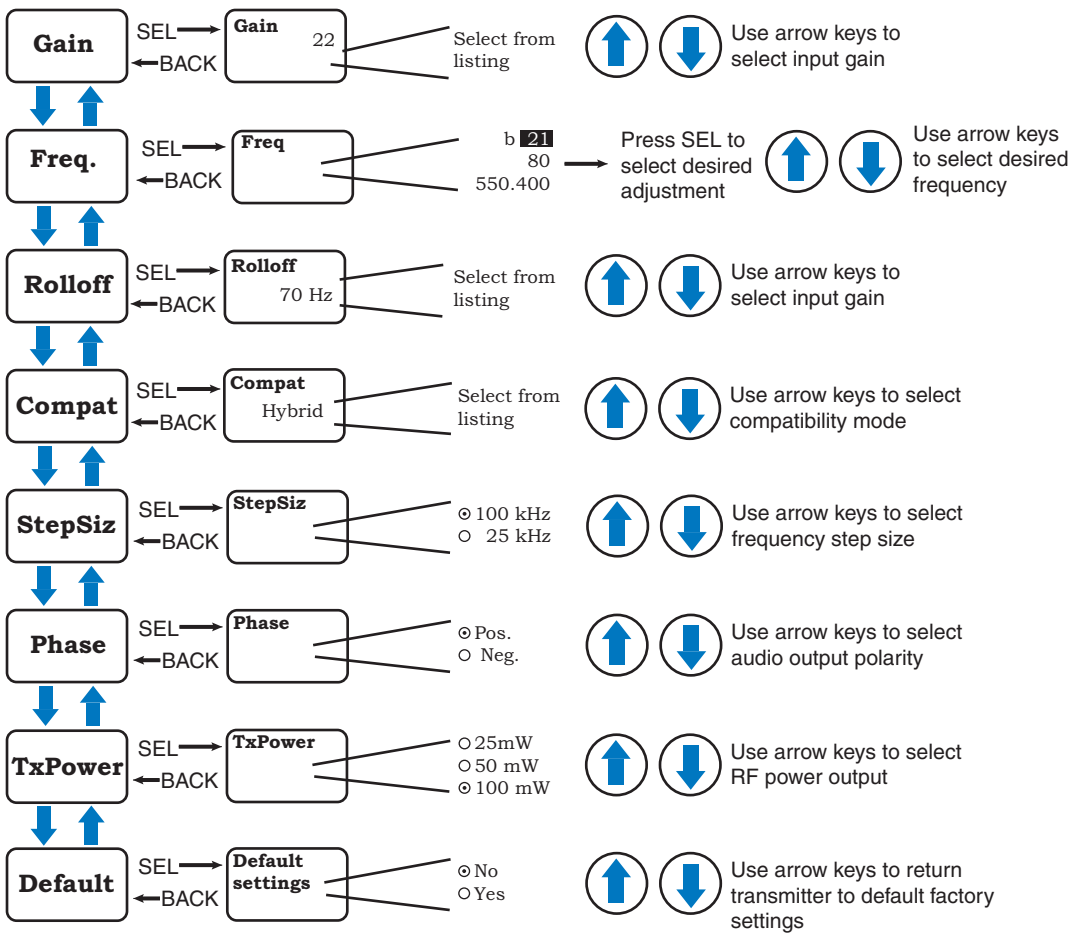 Gain
SEL
BACK
Gain
22
Select from
listing
Use arrow keys to
select input gain
Freq.
SEL
BACK
Freq
b 21
80
550.400
Press SEL to
select desired
adjustment
Use arrow keys
to select desired
frequency
Rolloff
SEL
BACK
Rolloff
70 Hz
Select from
listing
Use arrow keys to
select input gain
Compat
SEL
BACK
Compat
Hybrid
Select from
listing
Use arrow keys to select
compatibility mode
StepSiz
SEL
BACK
StepSiz
100 kHz
25 kHz
Use arrow keys to select
frequency step size
Phase
SEL
BACK
Phase
Pos.
Neg.
Use arrow keys to select
audio output polarity
TxPower
SEL
BACK
TxPower
25mW
50 mW
100 mW
Use arrow keys to select
RF power output
Default
SEL
BACK
Default
settings
No
Yes
Use arrow keys to return
transmitter to default factory
settings